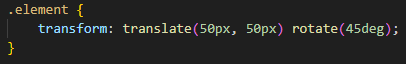 .element {
    transform: translate(50px, 50px) rotate(45deg);
}